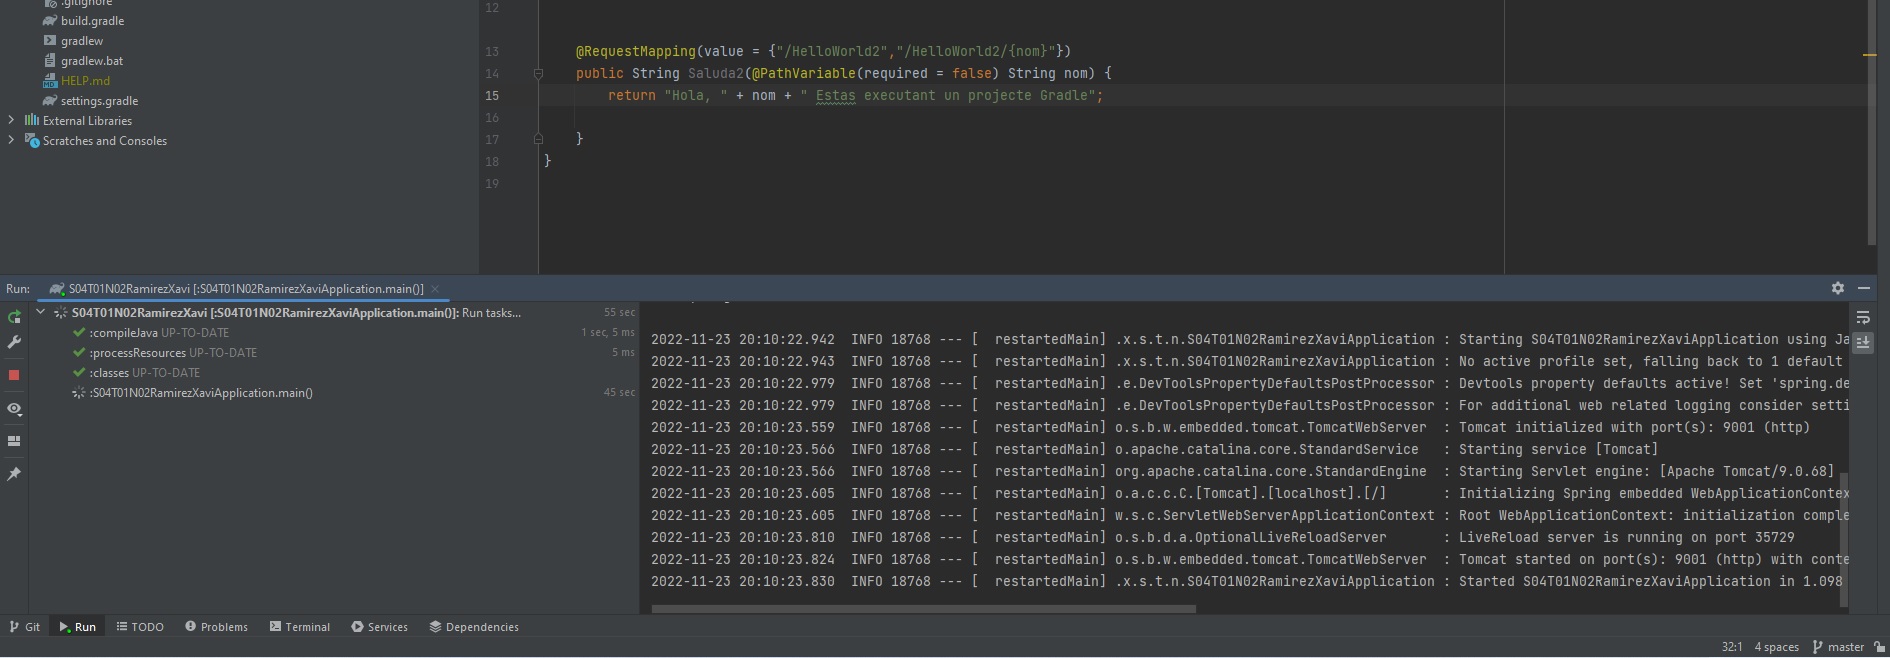 .gitignore
build.gradle
gradlew
gradlew.bat
HELP.md
settings.gradle
External Libraries
Scratches and Consoles
12
13 @RequestMapping(value = {"/HelloWorld2","/HelloWorld2/{nom}"})
14 public String Saluda2(@PathVariable(required = false) String nom) {
15 return "Hola, " + nom + " Estas executant un projecte Gradle";
16
17 }
18 }
19
Run: S04T01N02RamirezXavi [:S04T01N02RamirezXaviApplication.main()] ×
S04T01N02RamirezXavi [:S04T01N02RamirezXaviApplication.main()]: Run tasks... 55 sec
:compileJava UP-TO-DATE 1 sec, 5 ms
:processResources UP-TO-DATE 5 ms
:classes UP-TO-DATE
:S04T01N02RamirezXaviApplication.main() 45 sec
2022-11-23 20:10:22.942 INFO 18768 --- [ restartedMain] .x.s.t.n.S04T01N02RamirezXaviApplication : Starting S04T01N02RamirezXaviApplication using Ja
2022-11-23 20:10:22.943 INFO 18768 --- [ restartedMain] .x.s.t.n.S04T01N02RamirezXaviApplication : No active profile set, falling back to 1 default
2022-11-23 20:10:22.979 INFO 18768 --- [ restartedMain] .e.DevToolsPropertyDefaultsPostProcessor : Devtools property defaults active! Set 'spring.de
2022-11-23 20:10:22.979 INFO 18768 --- [ restartedMain] .e.DevToolsPropertyDefaultsPostProcessor : For additional web related logging consider setti
2022-11-23 20:10:23.559 INFO 18768 --- [ restartedMain] o.s.b.w.embedded.tomcat.TomcatWebServer : Tomcat initialized with port(s): 9001 (http)
2022-11-23 20:10:23.566 INFO 18768 --- [ restartedMain] o.apache.catalina.core.StandardService : Starting service [Tomcat]
2022-11-23 20:10:23.566 INFO 18768 --- [ restartedMain] org.apache.catalina.core.StandardEngine : Starting Servlet engine: [Apache Tomcat/9.0.68]
2022-11-23 20:10:23.605 INFO 18768 --- [ restartedMain] o.a.c.c.C.[Tomcat].[localhost].[/] : Initializing Spring embedded WebApplicationContex
2022-11-23 20:10:23.605 INFO 18768 --- [ restartedMain] w.s.c.ServletWebServerApplicationContext : Root WebApplicationContext: initialization comple
2022-11-23 20:10:23.810 INFO 18768 --- [ restartedMain] o.s.b.d.a.OptionalLiveReloadServer : LiveReload server is running on port 35729
2022-11-23 20:10:23.824 INFO 18768 --- [ restartedMain] o.s.b.w.embedded.tomcat.TomcatWebServer : Tomcat started on port(s): 9001 (http) with conte
2022-11-23 20:10:23.830 INFO 18768 --- [ restartedMain] .x.s.t.n.S04T01N02RamirezXaviApplication : Started S04T01N02RamirezXaviApplication in 1.098
Git Run TODO Problems Terminal Services Dependencies
32:1 4 spaces master